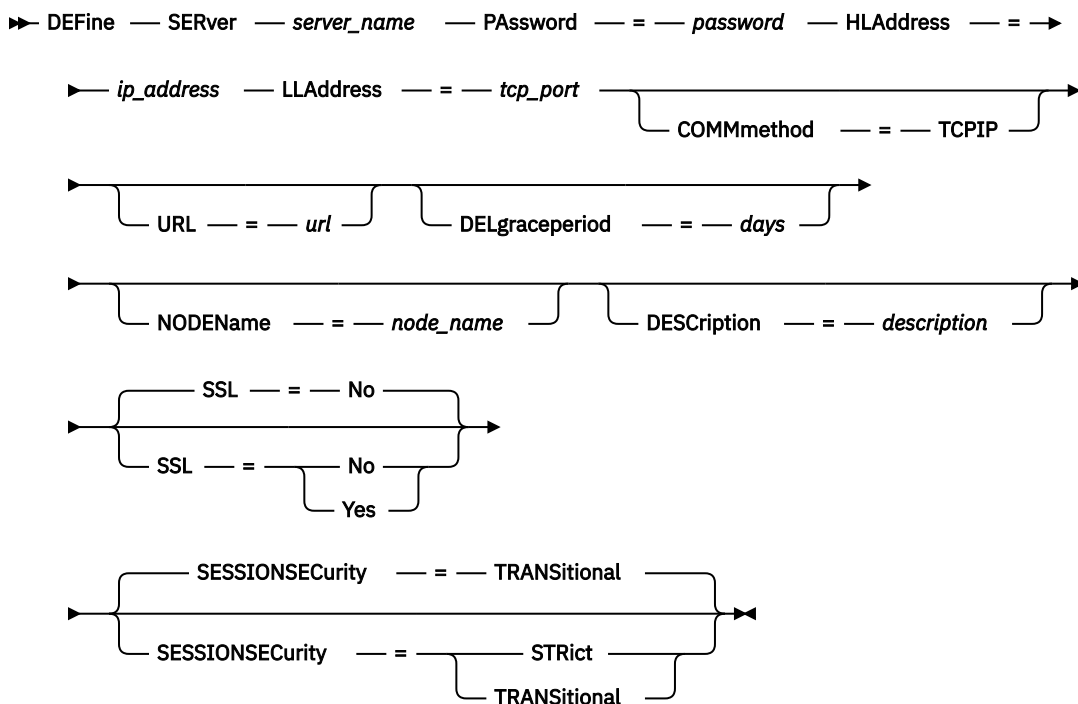 DEFine SERver server_name PAssword = password HLAddress =
ip_address LLAddress = tcp_port
COMMmethod = TCPIP
URL = url DELgraceperiod = days
NODEName = node_name DESCription = description
SSL = No
SSL = No
Yes
SESSIONSECurity = TRANSitional
SESSIONSECurity = STRict
TRANSitional